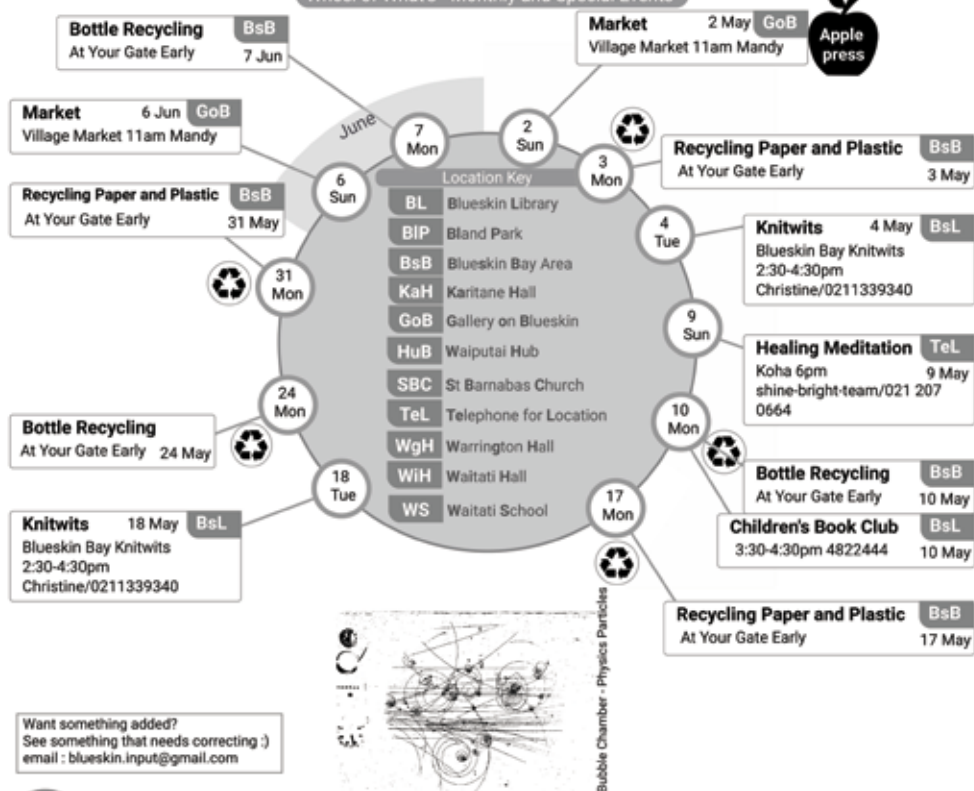 Wheel of What's - Monthly and Special Events
Apple
press
Bottle Recycling BsB
At Your Gate Early 7 Jun
Market 2 May GoB
Village Market 11am Mandy
Market 6 Jun GoB
Village Market 11am Mandy
June
7
Mon
2
Sun
3
Mon
Recycling Paper and Plastic BsB
At Your Gate Early 3 May
6
Sun
Recycling Paper and Plastic BsB
At Your Gate Early 31 May
4
Tue
Knitwits 4 May BsL
Blueskin Bay Knitwits
2:30-4:30pm
Christine/0211339340
31
Mon
9
Sun
Healing Meditation TeL
Koha 6pm 9 May
shine-bright-team/021 207
0664
24
Mon
Bottle Recycling
At Your Gate Early 24 May
10
Mon
Bottle Recycling BsB
At Your Gate Early 10 May
Children's Book Club BsL
3:30-4:30pm 4822444 10 May
18
Tue
Knitwits 18 May BsL
Blueskin Bay Knitwits
2:30-4:30pm
Christine/0211339340
17
Mon
Recycling Paper and Plastic BsB
At Your Gate Early 17 May
Location Key
BL Blueskin Library
BlP Bland Park
BsB Blueskin Bay Area
KaH Karitane Hall
GoB Gallery on Blueskin
HuB Waiputai Hub
SBC St Barnabas Church
TeL Telephone for Location
WgH Warrington Hall
WiH Waitati Hall
WS Waitati School
Bubble Chamber - Physics Particles
Want something added?
See something that needs correcting :)
email : blueskin.input@gmail.com